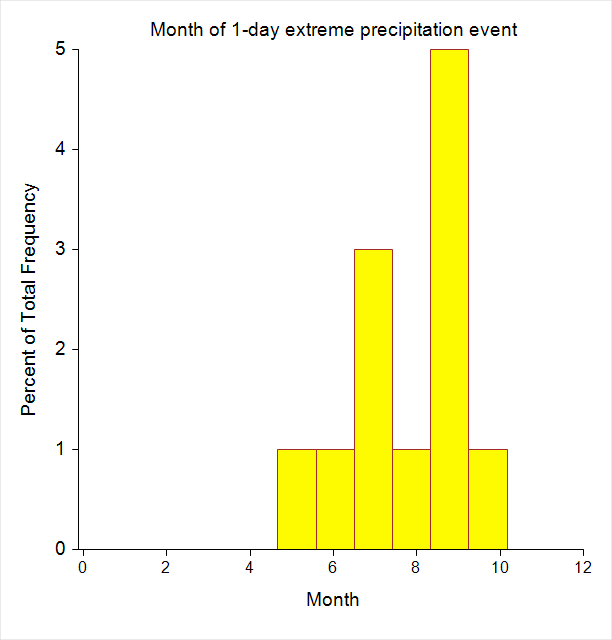 Month of 1-day extreme precipitation event
Percent of Total Frequency
5
4
3
2
1
0
0 2 4 6 8 10 12
Month